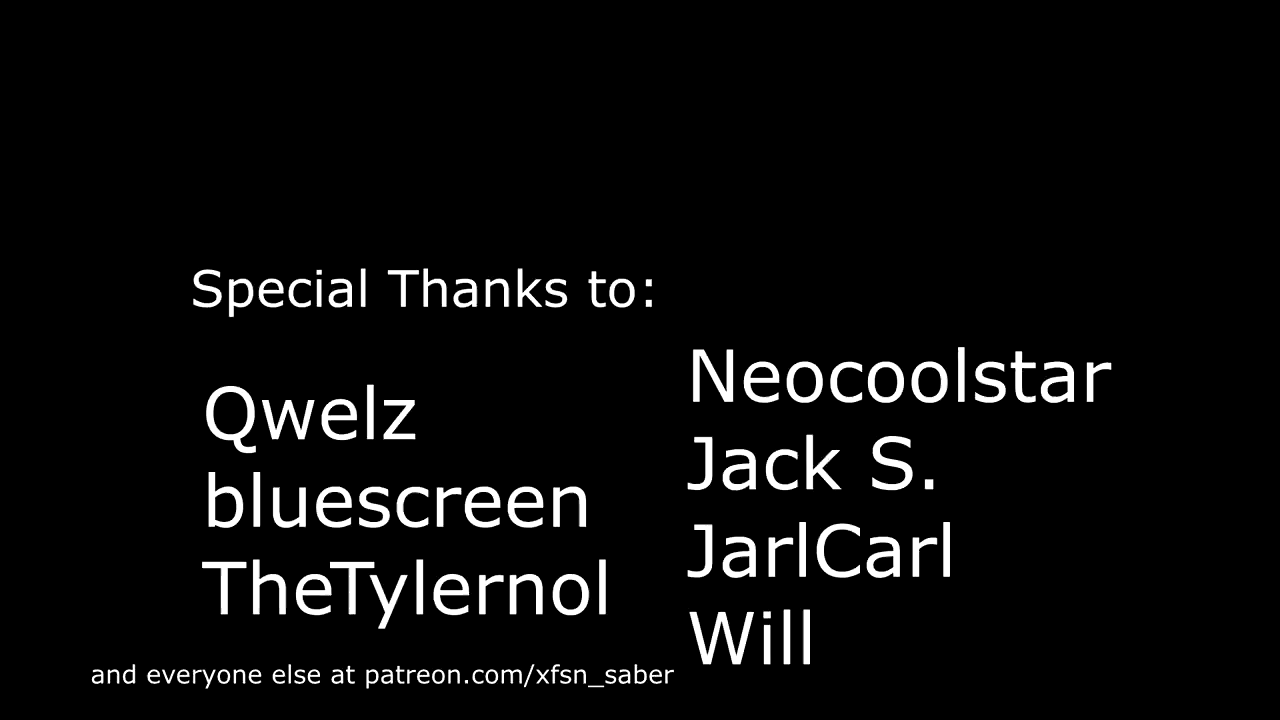 Special Thanks to:
Qwelz
bluescreen
TheTylernol
Neocoolstar
Jack S.
JarlCarl
Will
and everyone else at patreon.com/xfsn_saber